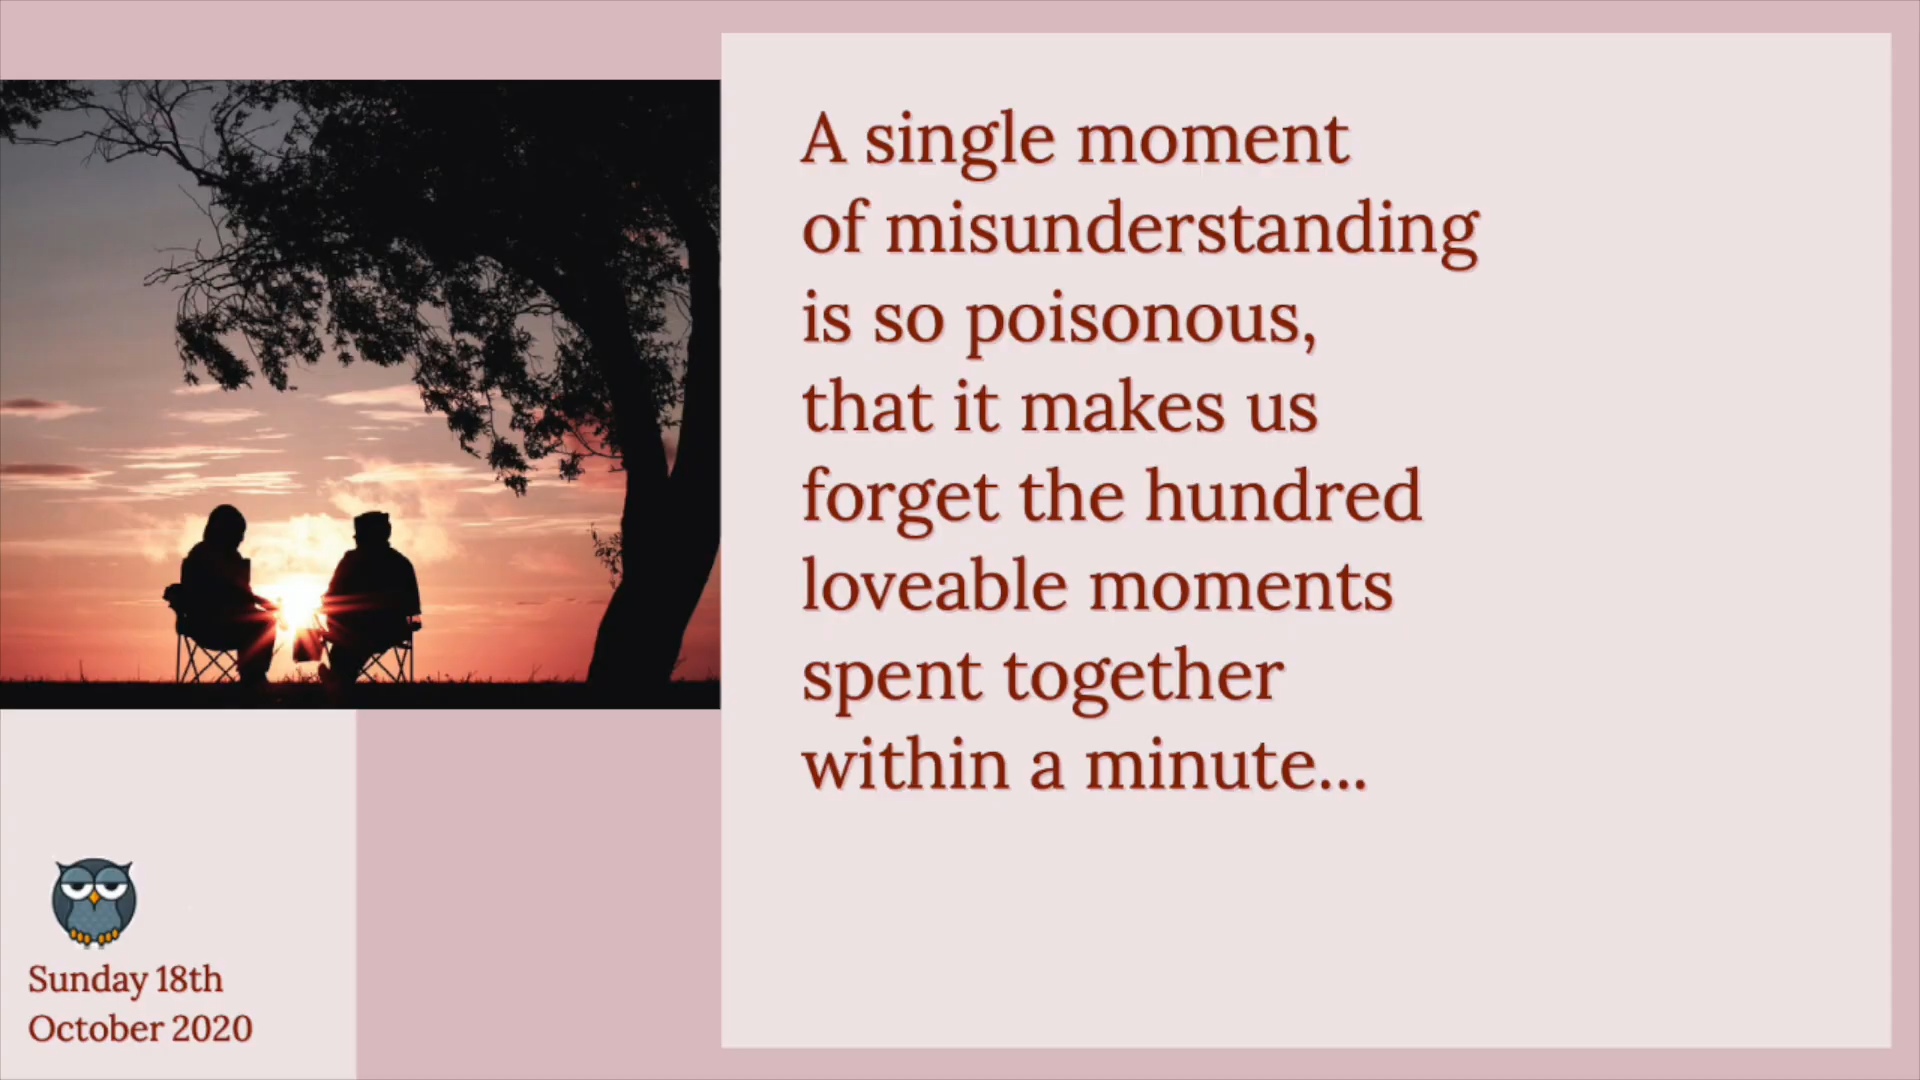 A single moment
of misunderstanding
is so poisonous,
that it makes us
forget the hundred
loveable moments
spent together
within a minute...
Sunday 18th
October 2020